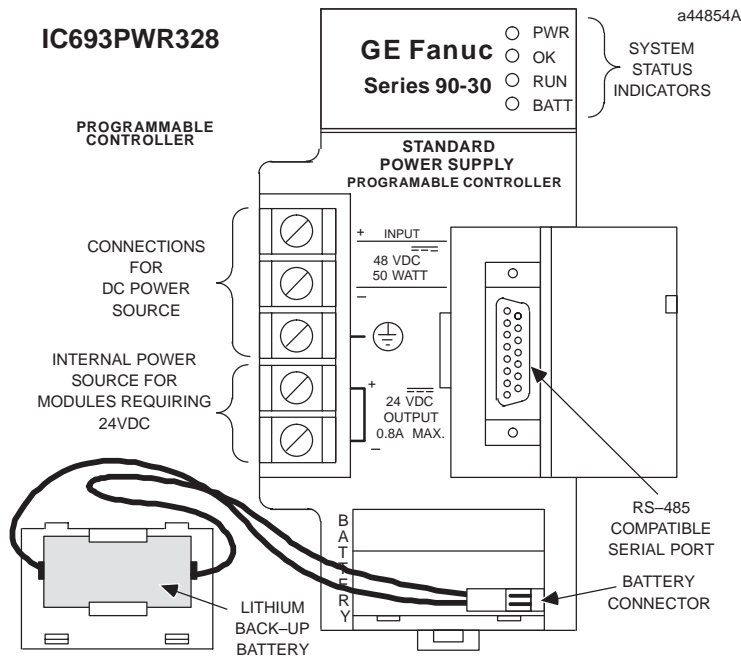 a44854A
IC693PWR328
GE Fanuc
Series 90-30
PWR
OK
RUN
BATT
SYSTEM
STATUS
INDICATORS
PROGRAMMABLE
CONTROLLER
STANDARD
POWER SUPPLY
PROGRAMABLE CONTROLLER
CONNECTIONS
FOR
DC POWER
SOURCE
+ INPUT
48 VDC
50 WATT
–
INTERNAL POWER
SOURCE FOR
MODULES REQUIRING
24VDC
+
24 VDC
OUTPUT
0.8A MAX.
–
RS–485
COMPATIBLE
SERIAL PORT
BATTERY
BATTERY
CONNECTOR
LITHIUM
BACK–UP
BATTERY